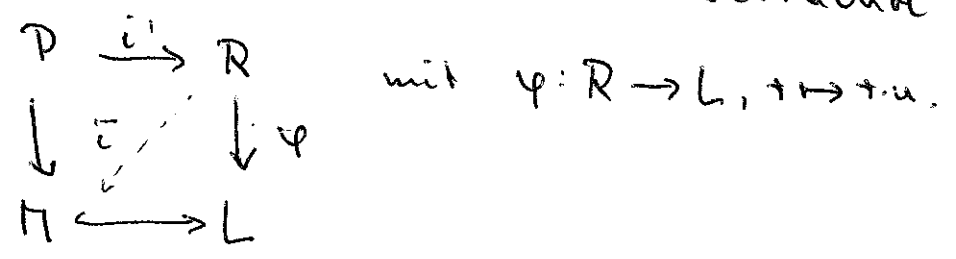 P i' R
mit φ: R → L, r ↦ r·u.
ī φ
M L